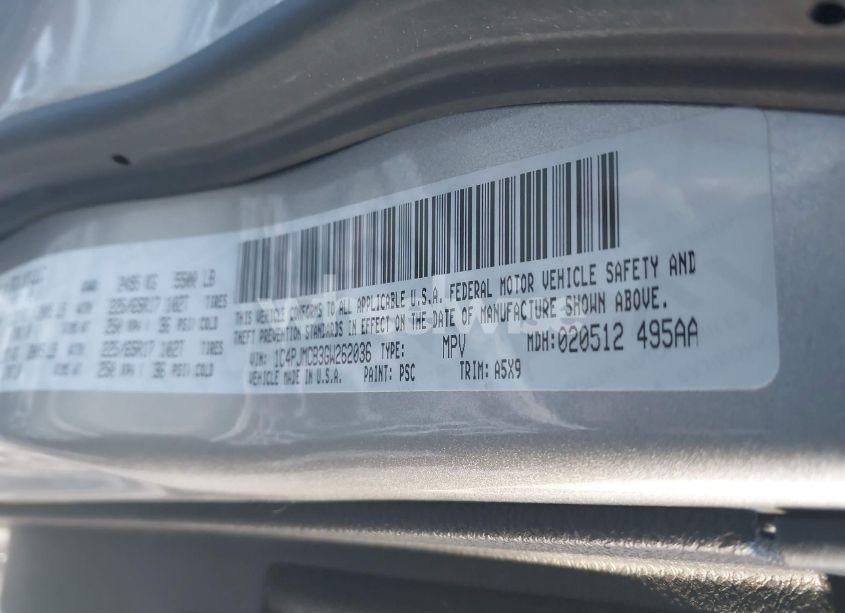 2495 KG 5500 LB
225/65R17 102T TIRES
250 KPA / 36 PSI/COLD
225/65R17 102T TIRES
250 KPA / 36 PSI/COLD
THIS VEHICLE CONFORMS TO ALL APPLICABLE U.S.A. FEDERAL MOTOR VEHICLE SAFETY AND
THEFT PREVENTION STANDARDS IN EFFECT ON THE DATE OF MANUFACTURE SHOWN ABOVE.
VIN: 1C4PJMCB3GW262036 TYPE: MPV MDH:020512 495AA
VEHICLE MADE IN U.S.A. PAINT: PSC TRIM: A5X9